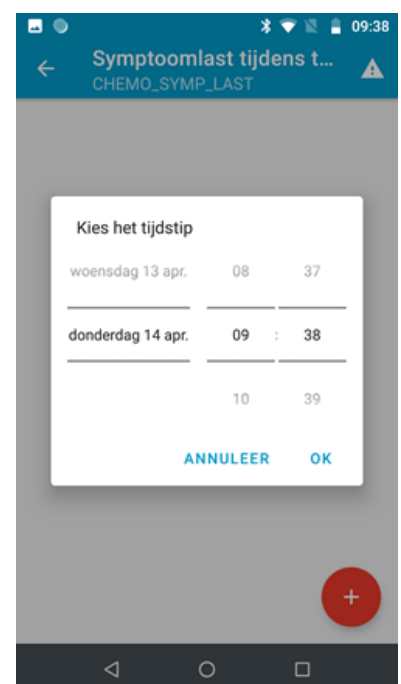 09:38
Symptoomlast tijdens t...
CHEMO_SYMP_LAST
Kies het tijdstip
woensdag 13 apr. 08 37
donderdag 14 apr. 09 : 38
10 39
ANNULEER OK